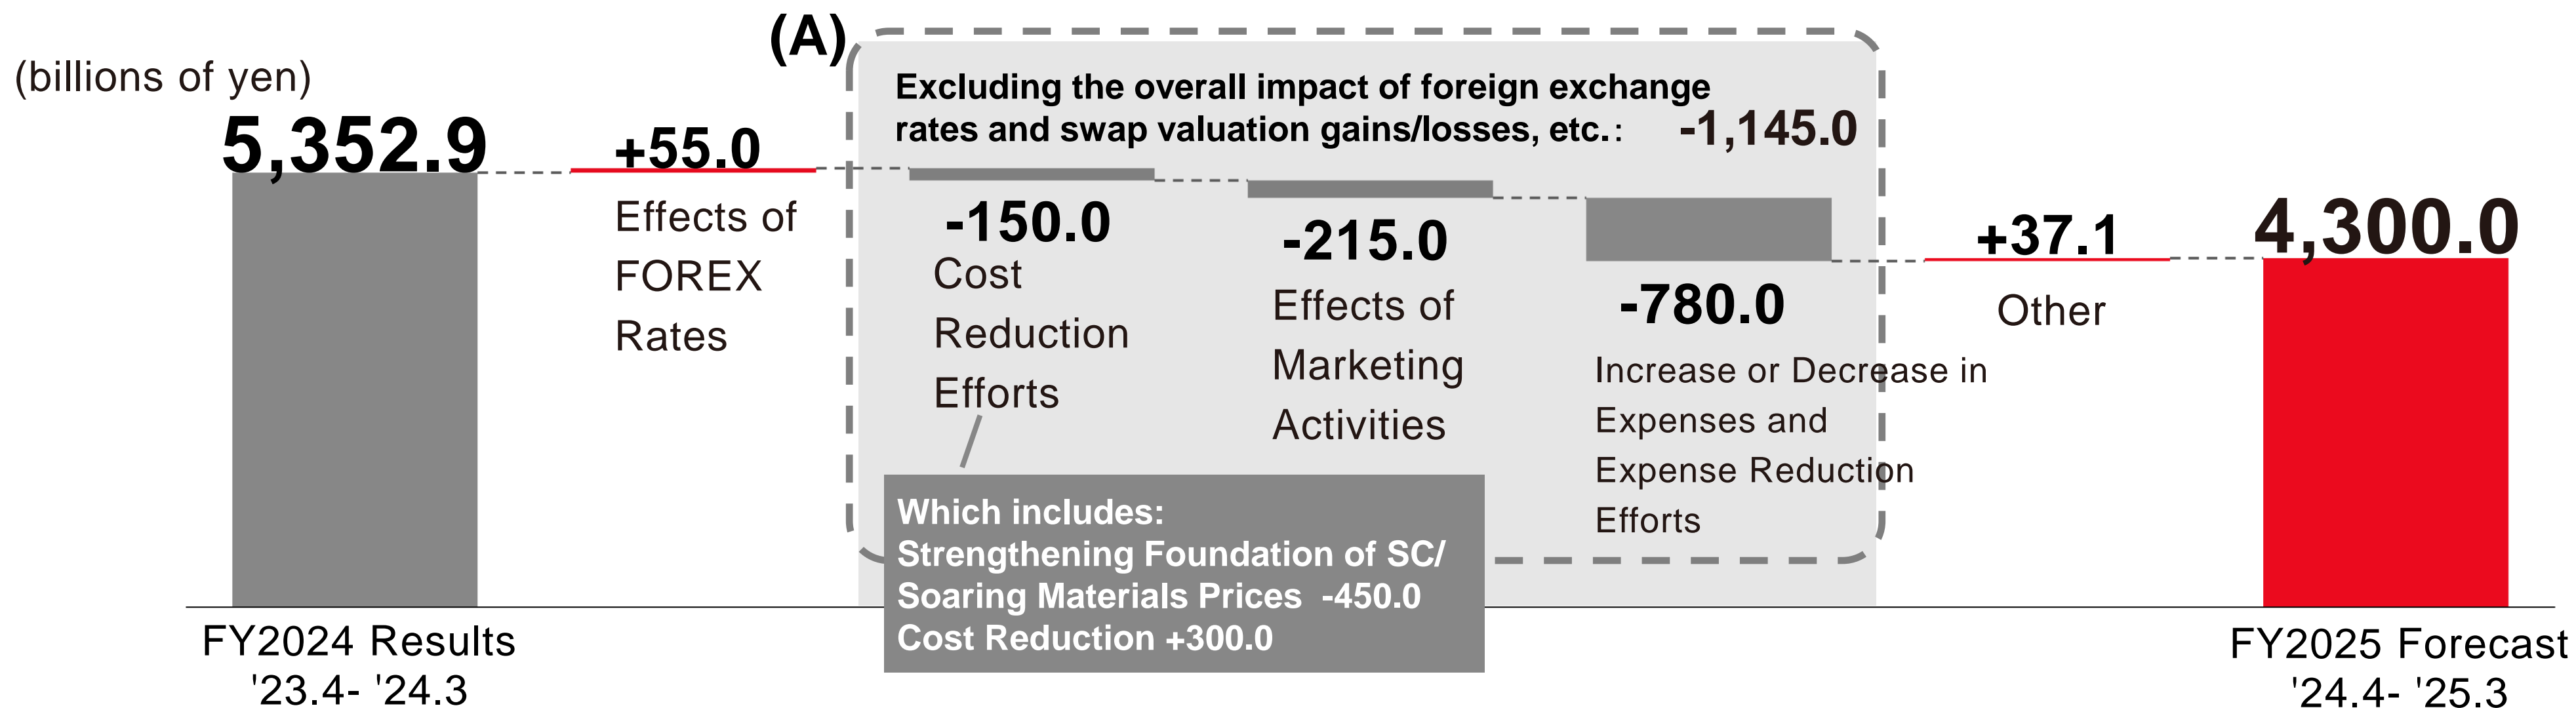 (A)
(billions of yen)
Excluding the overall impact of foreign exchange
rates and swap valuation gains/losses, etc.: -1,145.0
5,352.9
+55.0
Effects of
FOREX
Rates
-150.0
Cost
Reduction
Efforts
-215.0
Effects of
Marketing
Activities
-780.0
Increase or Decrease in
Expenses and
Expense Reduction
Efforts
+37.1
Other
4,300.0
Which includes:
Strengthening Foundation of SC/
Soaring Materials Prices -450.0
Cost Reduction +300.0
FY2024 Results
'23.4- '24.3
FY2025 Forecast
'24.4- '25.3